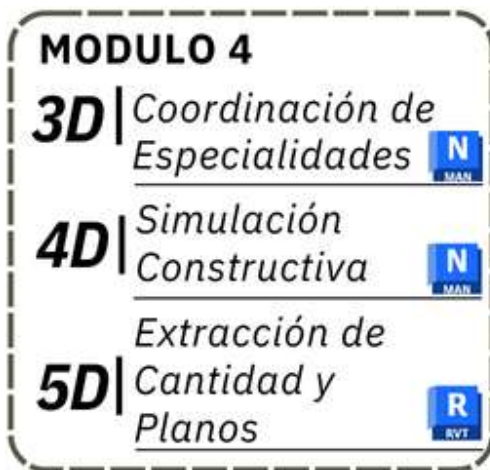 MODULO 4
3D
Coordinación de
Especialidades
N
MAN
4D
Simulación
Constructiva
N
MAN
5D
Extracción de
Cantidad y
Planos
R
RVT